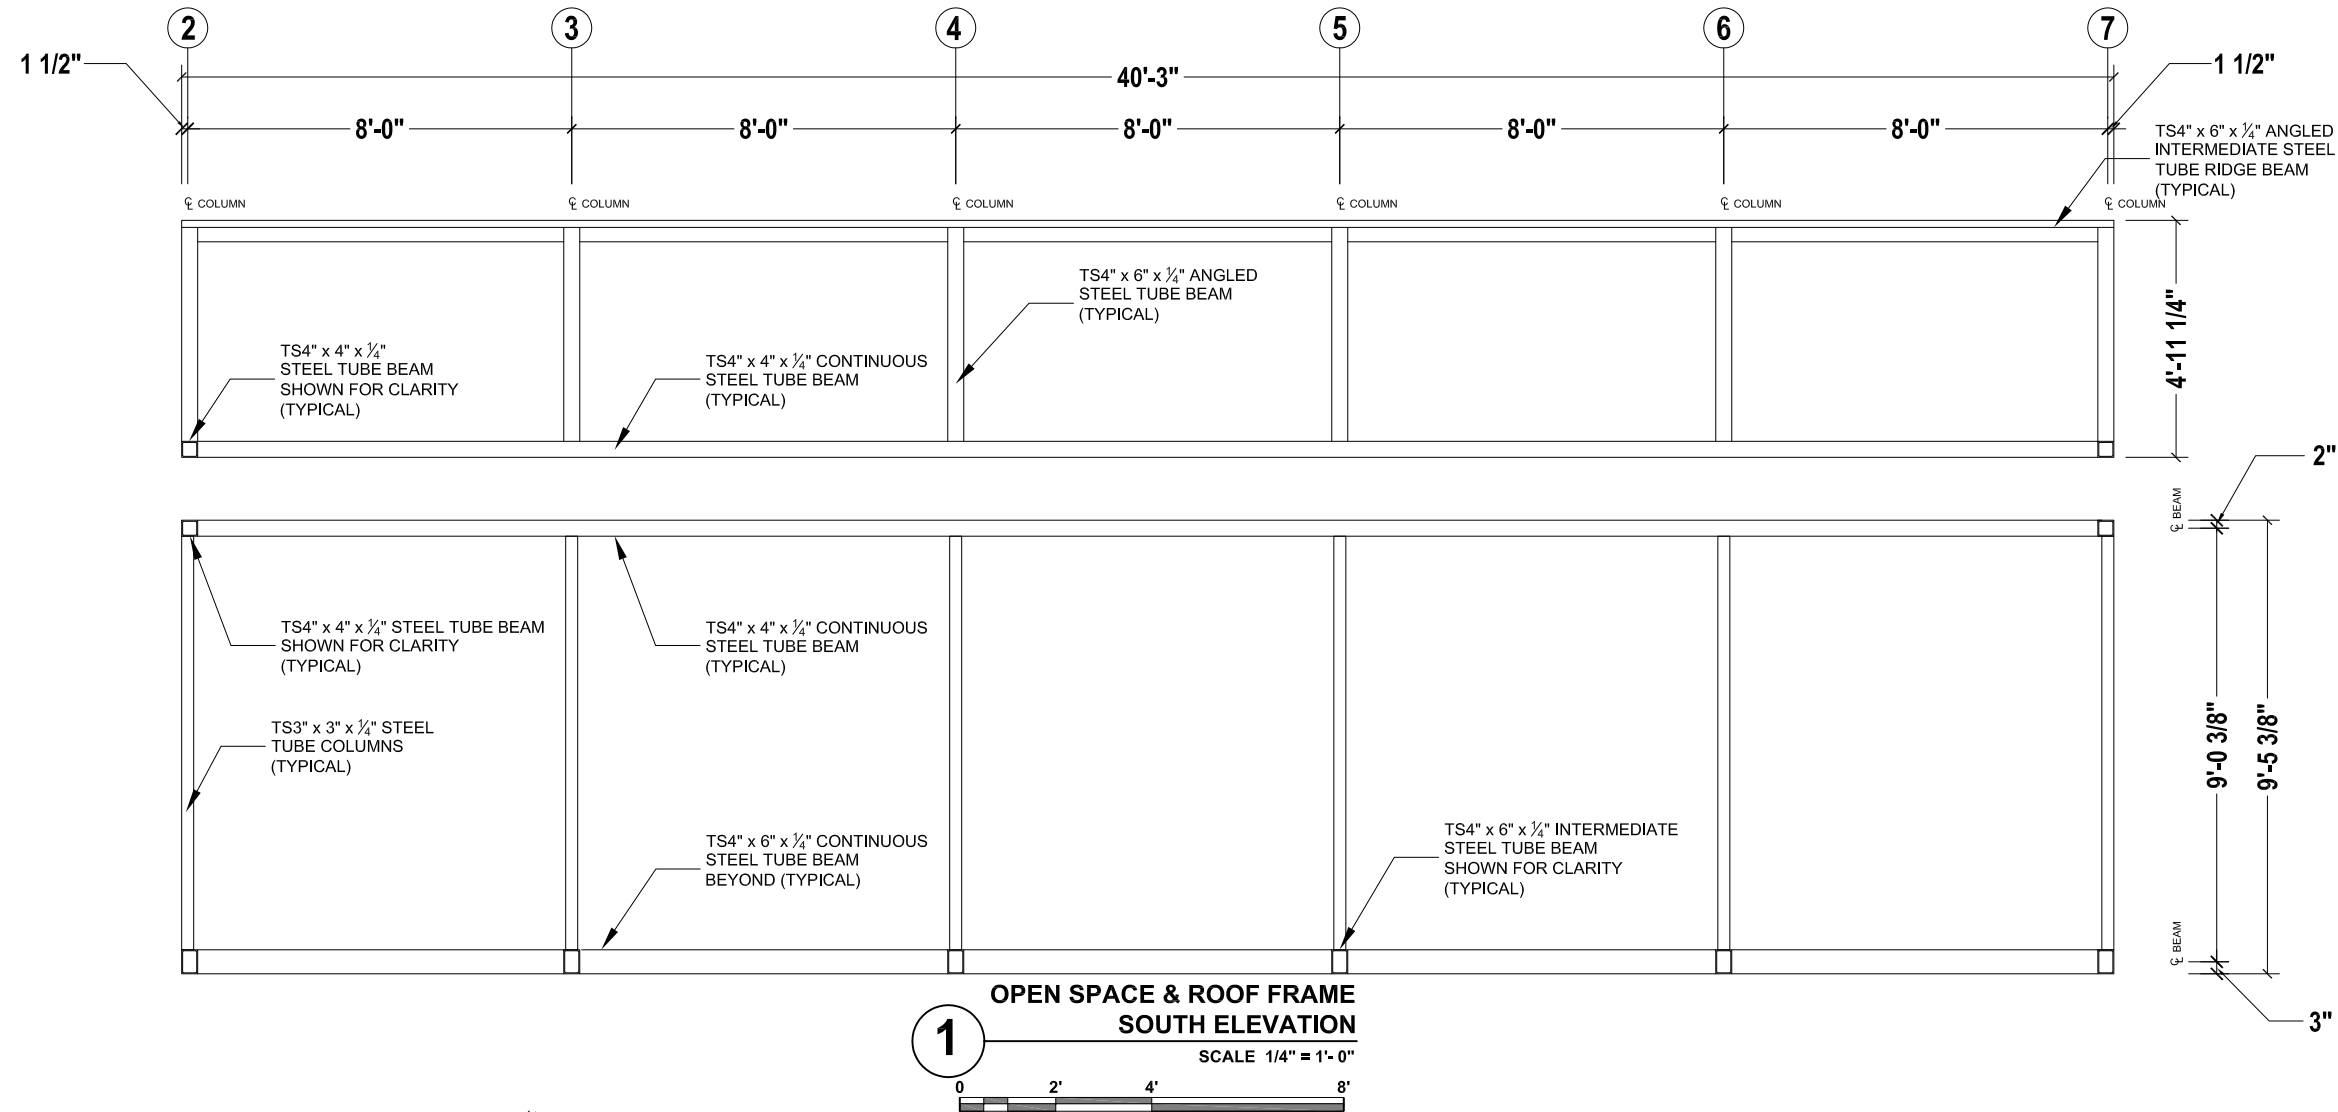 2 3 4 5 6 7
1 1/2" 40'-3" 1 1/2"
8'-0" 8'-0" 8'-0" 8'-0" 8'-0"
TS4" x 6" x 1/4" ANGLED
INTERMEDIATE STEEL
TUBE RIDGE BEAM
(TYPICAL)
℄ COLUMN ℄ COLUMN ℄ COLUMN ℄ COLUMN ℄ COLUMN ℄ COLUMN
TS4" x 6" x 1/4" ANGLED
STEEL TUBE BEAM
(TYPICAL)
TS4" x 4" x 1/4"
STEEL TUBE BEAM
SHOWN FOR CLARITY
(TYPICAL)
TS4" x 4" x 1/4" CONTINUOUS
STEEL TUBE BEAM
(TYPICAL)
4'-11 1/4"
2"
℄ BEAM
TS4" x 4" x 1/4" STEEL TUBE BEAM
SHOWN FOR CLARITY
(TYPICAL)
TS4" x 4" x 1/4" CONTINUOUS
STEEL TUBE BEAM
(TYPICAL)
TS3" x 3" x 1/4" STEEL
TUBE COLUMNS
(TYPICAL)
9'-0 3/8"
9'-5 3/8"
TS4" x 6" x 1/4" CONTINUOUS
STEEL TUBE BEAM
BEYOND (TYPICAL)
TS4" x 6" x 1/4" INTERMEDIATE
STEEL TUBE BEAM
SHOWN FOR CLARITY
(TYPICAL)
℄ BEAM
3"
OPEN SPACE & ROOF FRAME
SOUTH ELEVATION
1
SCALE 1/4" = 1'- 0"
0 2' 4' 8'